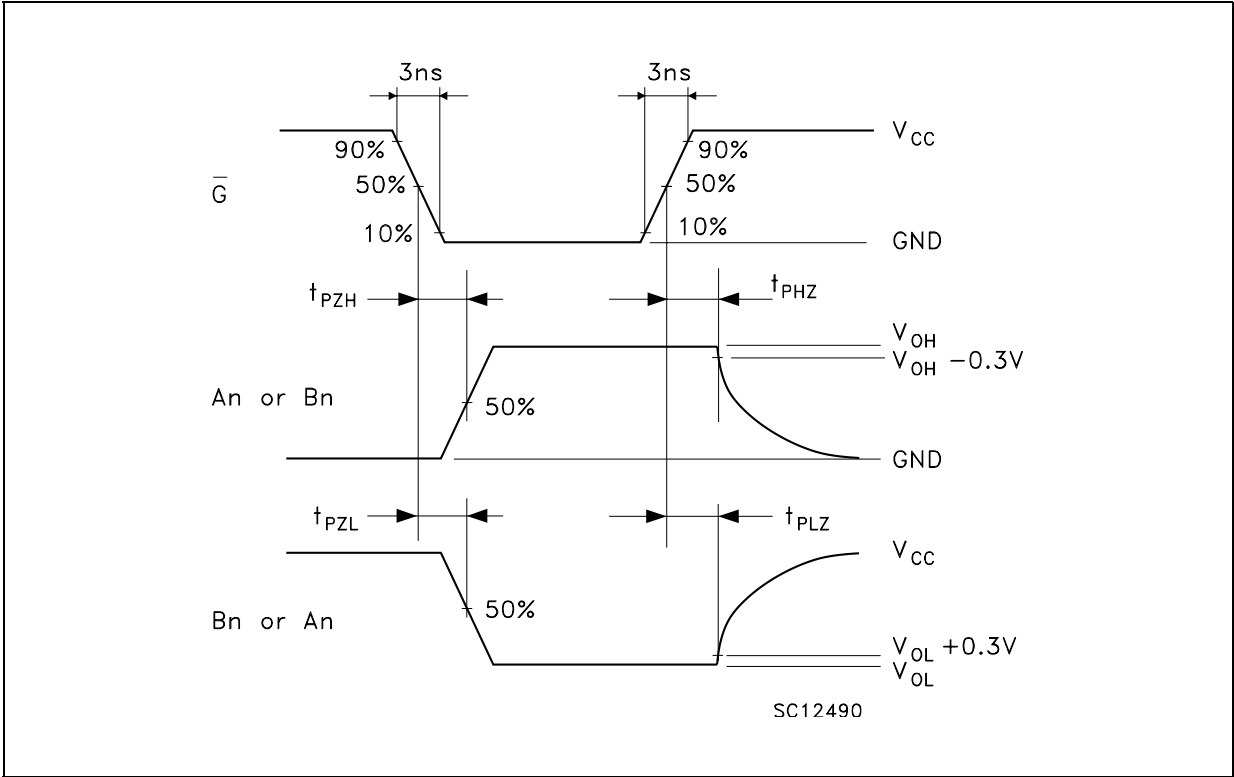 3ns 3ns
V_CC
90% 90%
G̅ 50% 50%
10% 10%
GND
t_PZH t_PHZ
V_OH
V_OH −0.3V
An or Bn 50%
GND
t_PZL t_PLZ
V_CC
50%
Bn or An
V_OL +0.3V
V_OL
SC12490